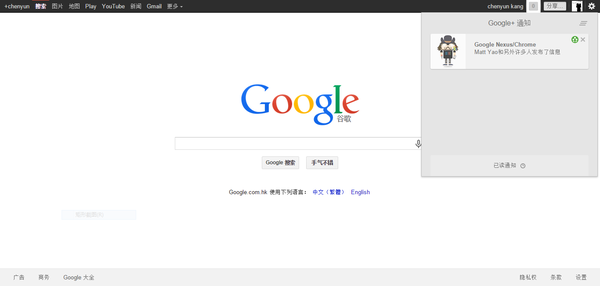 +chenyun 搜索 图片 地图 Play YouTube 新闻 Gmail 更多
chenyun kang
分享...
Google+ 通知
Google Nexus/Chrome
Matt Yao和另外许多人发布了信息
已读通知
Google
谷歌
Google 搜索 手气不错
Google.com.hk 使用下列语言： 中文（繁體） English
广告 商务 Google 大全
隐私权 条款 设置